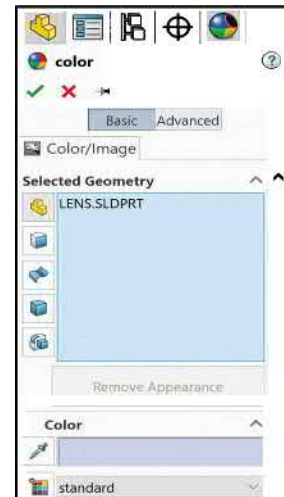 color
Basic Advanced
Color/Image
Selected Geometry
LENS.SLDPRT
Remove Appearance
Color
standard